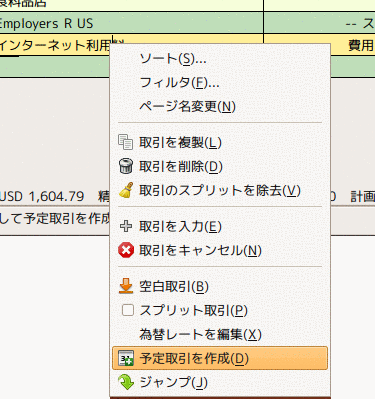 食料品店
Employers R US
-- ス
インターネット利用料
費用
ソート(S)...
フィルタ(F)...
ページ名変更(N)
取引を複製(L)
取引を削除(D)
取引のスプリットを除去(V)
USD 1,604.79 精
0 計画
取引を入力(E)
して予定取引を作成
取引をキャンセル(N)
空白取引(B)
スプリット取引(P)
為替レートを編集(X)
予定取引を作成(D)
ジャンプ(J)